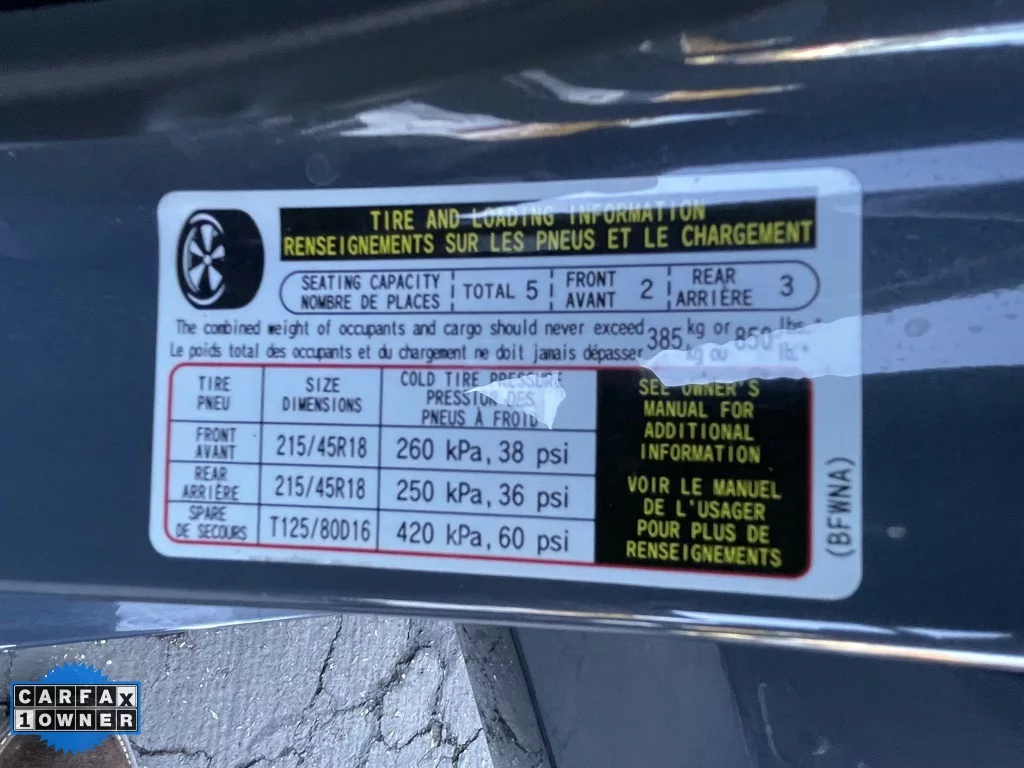 TIRE AND LOADING INFORMATION
RENSEIGNEMENTS SUR LES PNEUS ET LE CHARGEMENT
SEATING CAPACITY
NOMBRE DE PLACES
TOTAL 5
FRONT
AVANT
2
REAR
ARRIÈRE
3
The combined weight of occupants and cargo should never exceed 385 kg or 850 lbs.
Le poids total des occupants et du chargement ne doit jamais dépasser kg ou lb.
TIRE
PNEU
SIZE
DIMENSIONS
COLD TIRE PRESSURE
PRESSION DES
PNEUS À FROID
FRONT
AVANT
215/45R18
260 kPa, 38 psi
REAR
ARRIÈRE
215/45R18
250 kPa, 36 psi
SPARE
DE SECOURS
T125/80D16
420 kPa, 60 psi
SEE OWNER'S
MANUAL FOR
ADDITIONAL
INFORMATION
VOIR LE MANUEL
DE L'USAGER
POUR PLUS DE
RENSEIGNEMENTS
(BFWNA)
CARFAX
1 OWNER